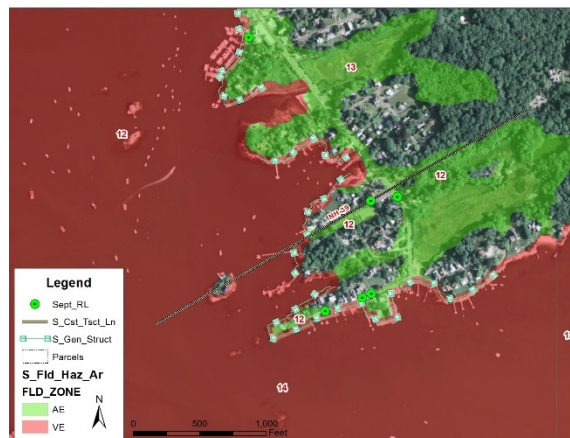 13
12
12
NH-39
12
12
14
Legend
Sept_RL
S_Cst_Tsct_Ln
S_Gen_Struct
Parcels
S_Fld_Haz_Ar
FLD_ZONE
AE
VE
N
0 500 1,000
Feet